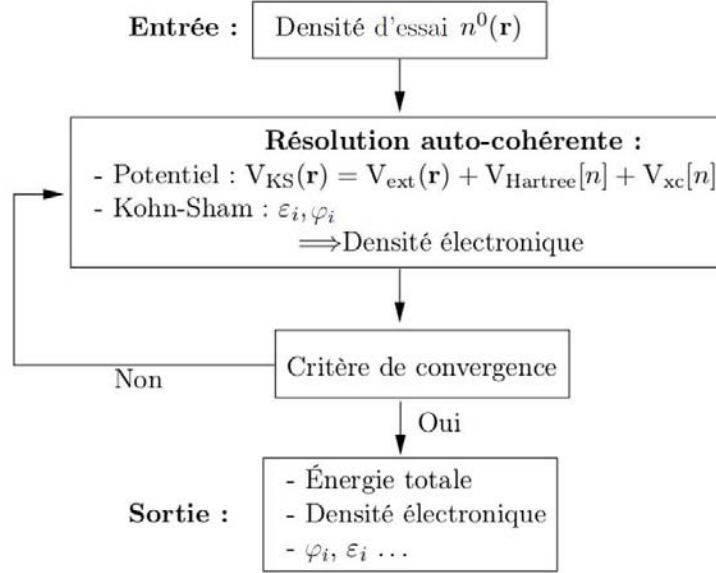 Entrée : Densité d'essai n⁰(r)
Résolution auto-cohérente :
- Potentiel : V_KS(r) = V_ext(r) + V_Hartree[n] + V_xc[n]
- Kohn-Sham : ε_i, φ_i
⟹Densité électronique
Critère de convergence
Non
Oui
- Énergie totale
Sortie : - Densité électronique
- φ_i, ε_i ...